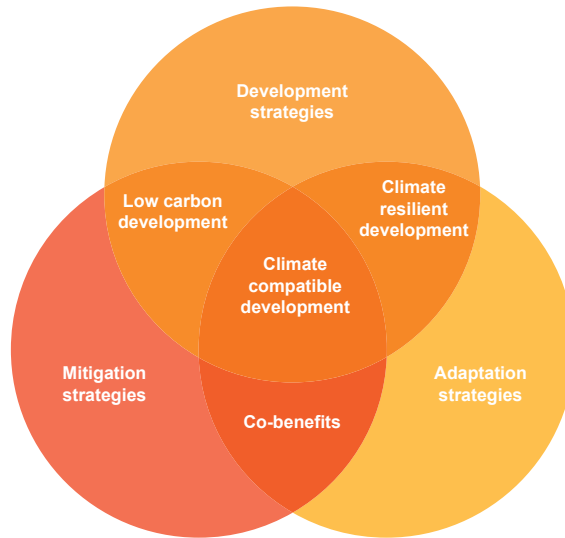 Development
strategies
Low carbon
development
Climate
resilient
development
Climate
compatible
development
Mitigation
strategies
Adaptation
strategies
Co-benefits